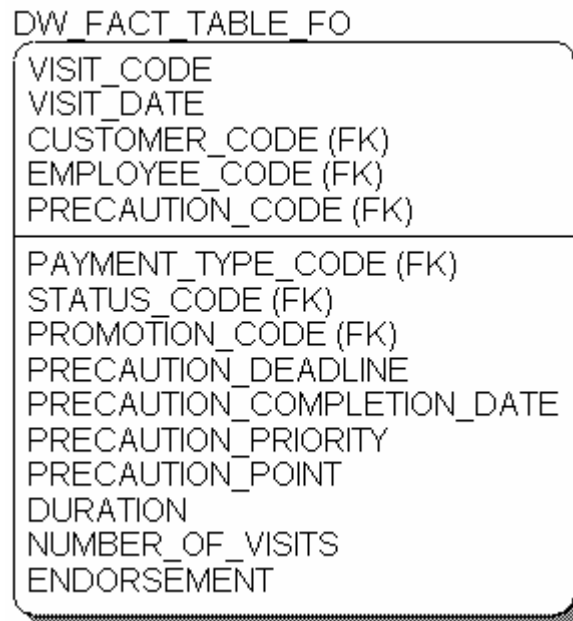 DW_FACT_TABLE_FO
VISIT_CODE
VISIT_DATE
CUSTOMER_CODE (FK)
EMPLOYEE_CODE (FK)
PRECAUTION_CODE (FK)
PAYMENT_TYPE_CODE (FK)
STATUS_CODE (FK)
PROMOTION_CODE (FK)
PRECAUTION_DEADLINE
PRECAUTION_COMPLETION_DATE
PRECAUTION_PRIORITY
PRECAUTION_POINT
DURATION
NUMBER_OF_VISITS
ENDORSEMENT